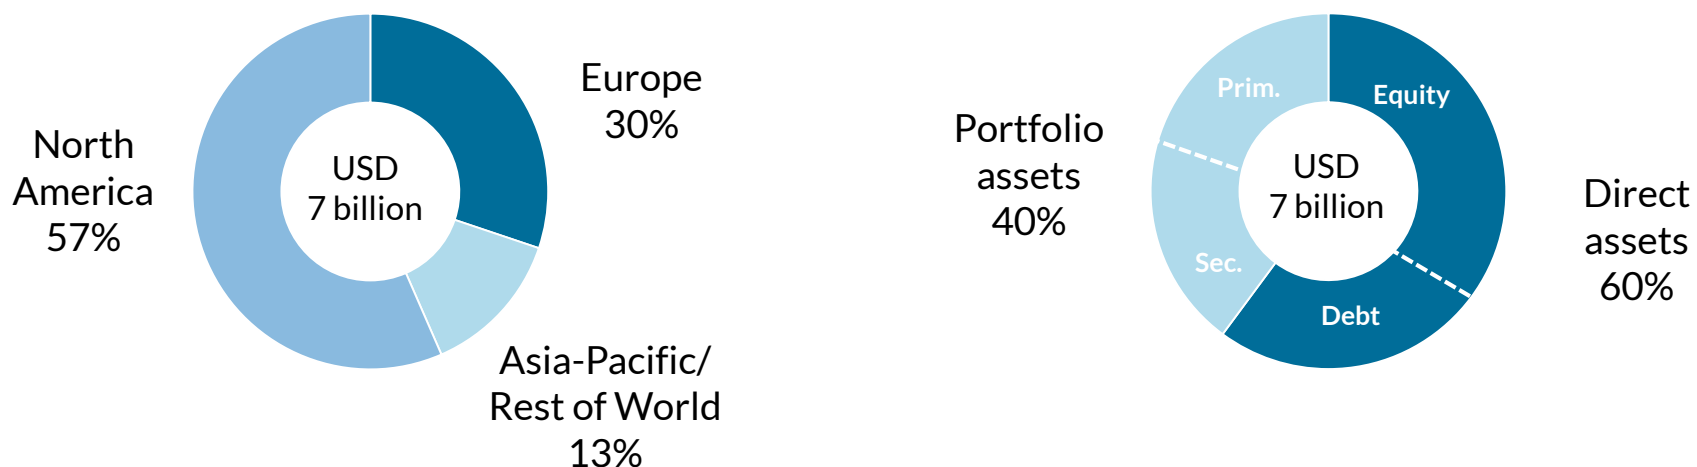 Europe
30%
North
America
57%
USD
7 billion
Asia-Pacific/
Rest of World
13%
Portfolio
assets
40%
Prim.
Equity
USD
7 billion
Sec.
Debt
Direct
assets
60%